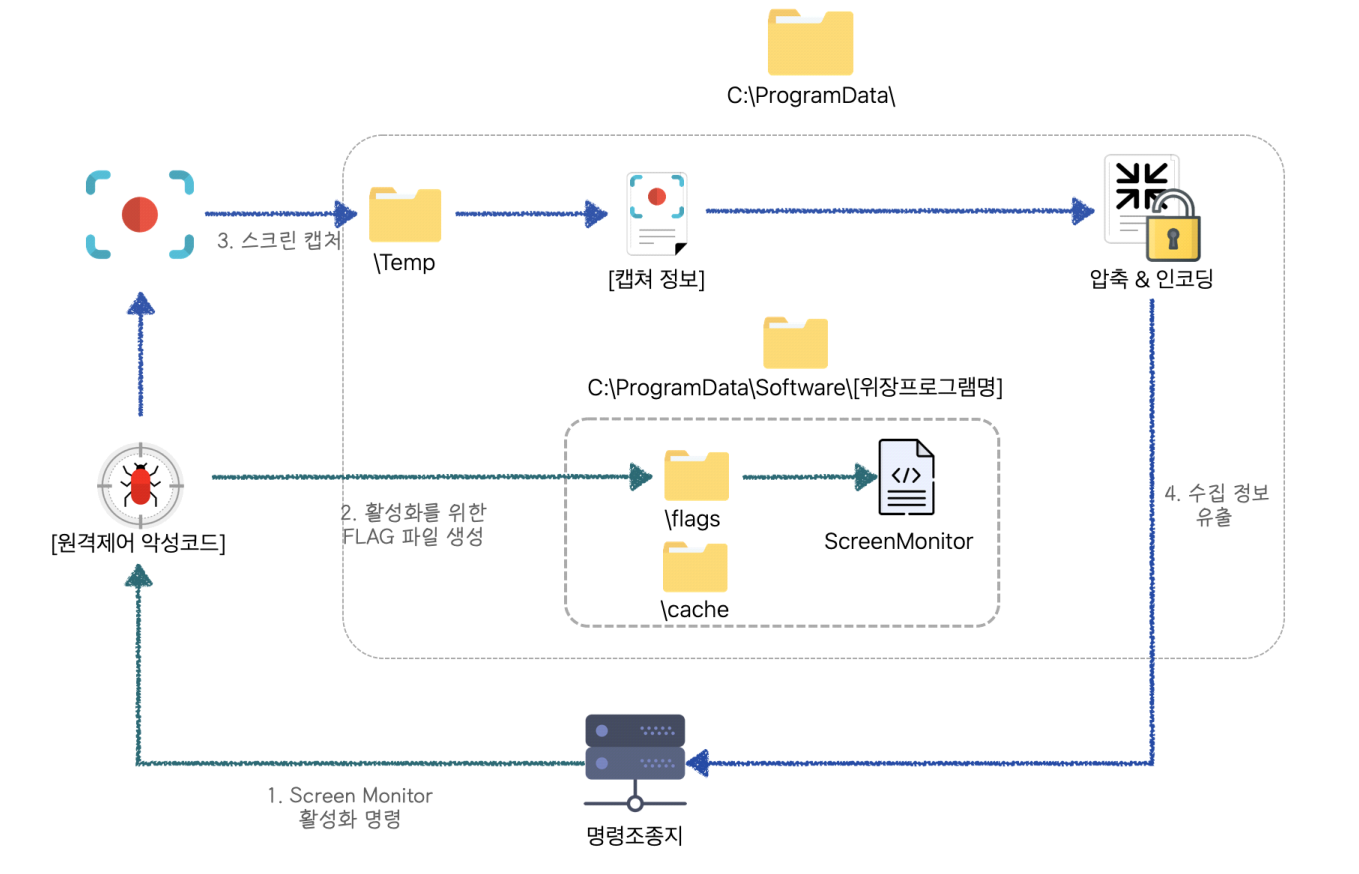 C:\ProgramData\
3. 스크린 캡처
\Temp
[캡쳐 정보]
압축 & 인코딩
C:\ProgramData\Software\[위장프로그램명]
[원격제어 악성코드]
2. 활성화를 위한
FLAG 파일 생성
\flags
ScreenMonitor
\cache
4. 수집 정보
유출
1. Screen Monitor
활성화 명령
명령조종지